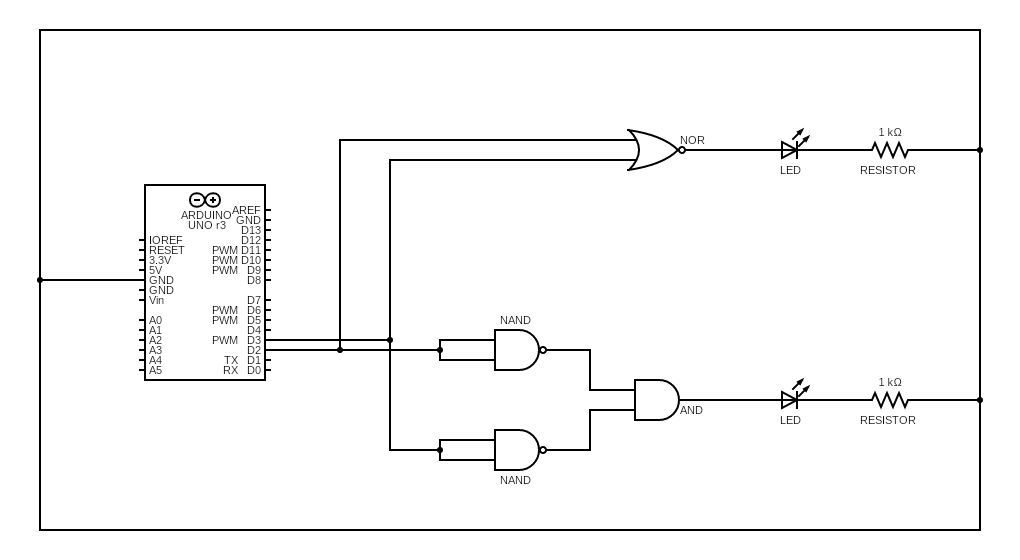 NOR
1 kΩ
LED
RESISTOR
ARDUINO
UNO r3
IOREF
RESET
3.3V
5V
GND
GND
Vin
A0
A1
A2
A3
A4
A5
AREF
GND
D13
D12
PWM D11
PWM D10
PWM D9
D8
D7
PWM D6
PWM D5
D4
PWM D3
D2
TX D1
RX D0
NAND
NAND
AND
1 kΩ
LED
RESISTOR